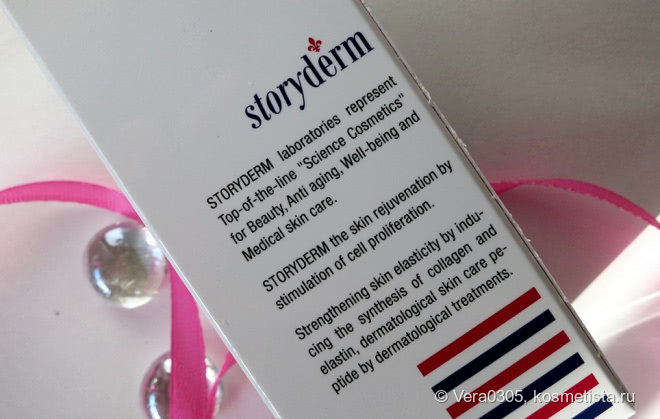 storyderm
STORYDERM laboratories represent
Top-of-the-line "Science Cosmetics"
for Beauty, Anti aging, Well-being and
Medical skin care.
STORYDERM the skin rejuvenation by
stimulation of cell proliferation.
Strengthening skin elasticity by indu-
cing the synthesis of collagen and
elastin, dermatological skin care pe-
ptide by dermatological treatments.
© Vera0305, kosmetista.ru